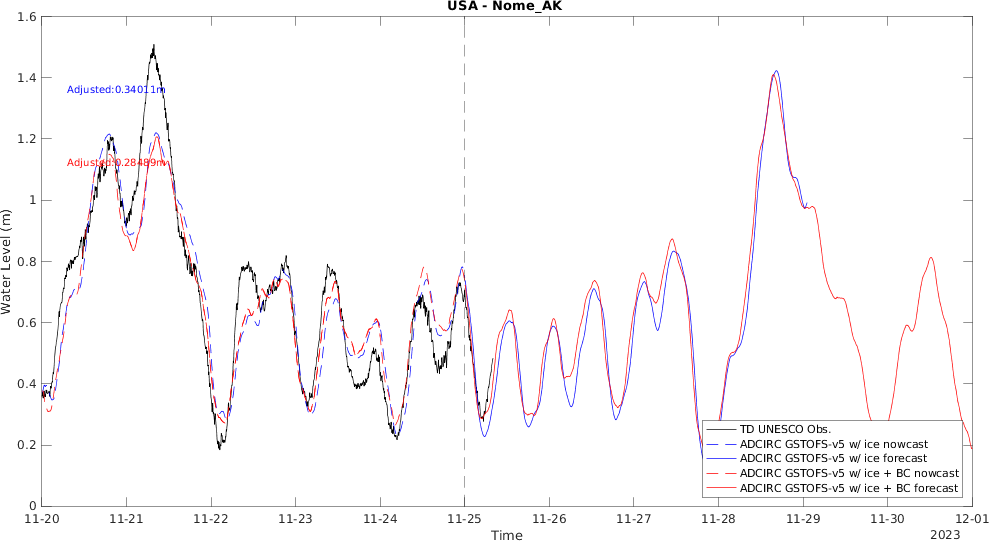 USA - Nome_AK
Water Level (m)
1.6
1.4
1.2
1
0.8
0.6
0.4
0.2
0
Adjusted:0.34011m
Adjusted:0.28489m
TD UNESCO Obs.
ADCIRC GSTOFS-v5 w/ ice nowcast
ADCIRC GSTOFS-v5 w/ ice forecast
ADCIRC GSTOFS-v5 w/ ice + BC nowcast
ADCIRC GSTOFS-v5 w/ ice + BC forecast
11-20 11-21 11-22 11-23 11-24 11-25 11-26 11-27 11-28 11-29 11-30 12-01
Time
2023